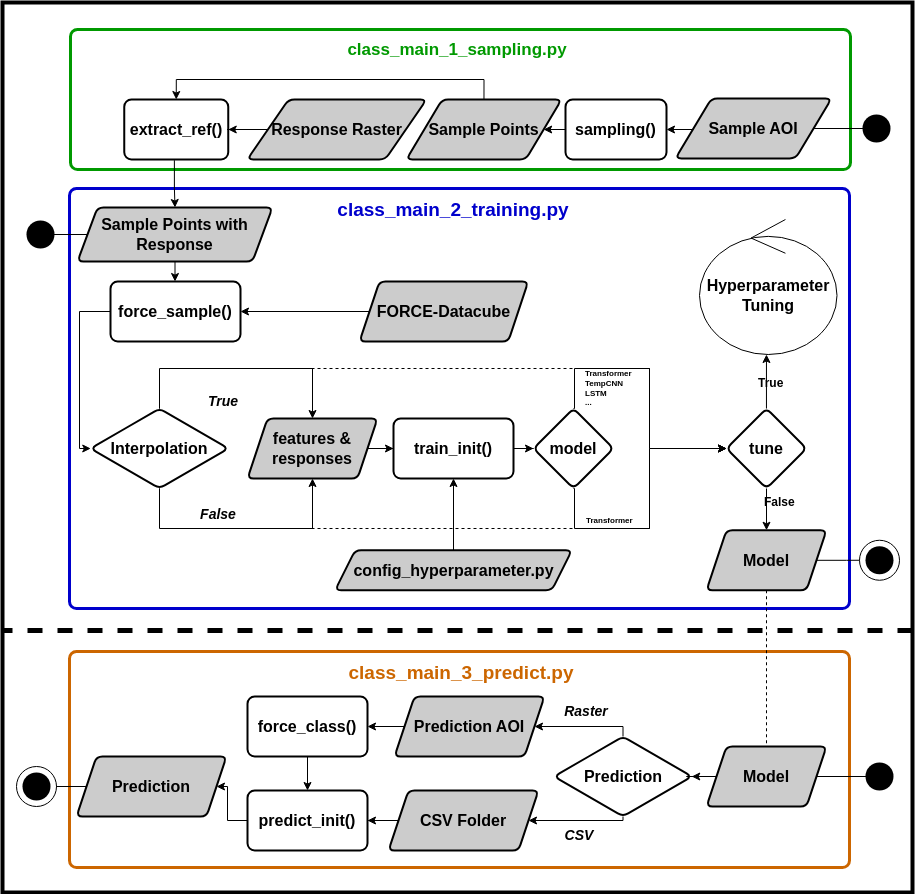 class_main_1_sampling.py
extract_ref()
Response Raster
Sample Points
sampling()
Sample AOI
class_main_2_training.py
Sample Points with
Response
force_sample()
FORCE-Datacube
Hyperparameter
Tuning
True
Transformer
TempCNN
LSTM
...
True
Interpolation
features &
responses
train_init()
model
tune
False
False
Transformer
config_hyperparameter.py
Model
class_main_3_predict.py
force_class()
Prediction AOI
Raster
Prediction
Prediction
Model
predict_init()
CSV Folder
CSV